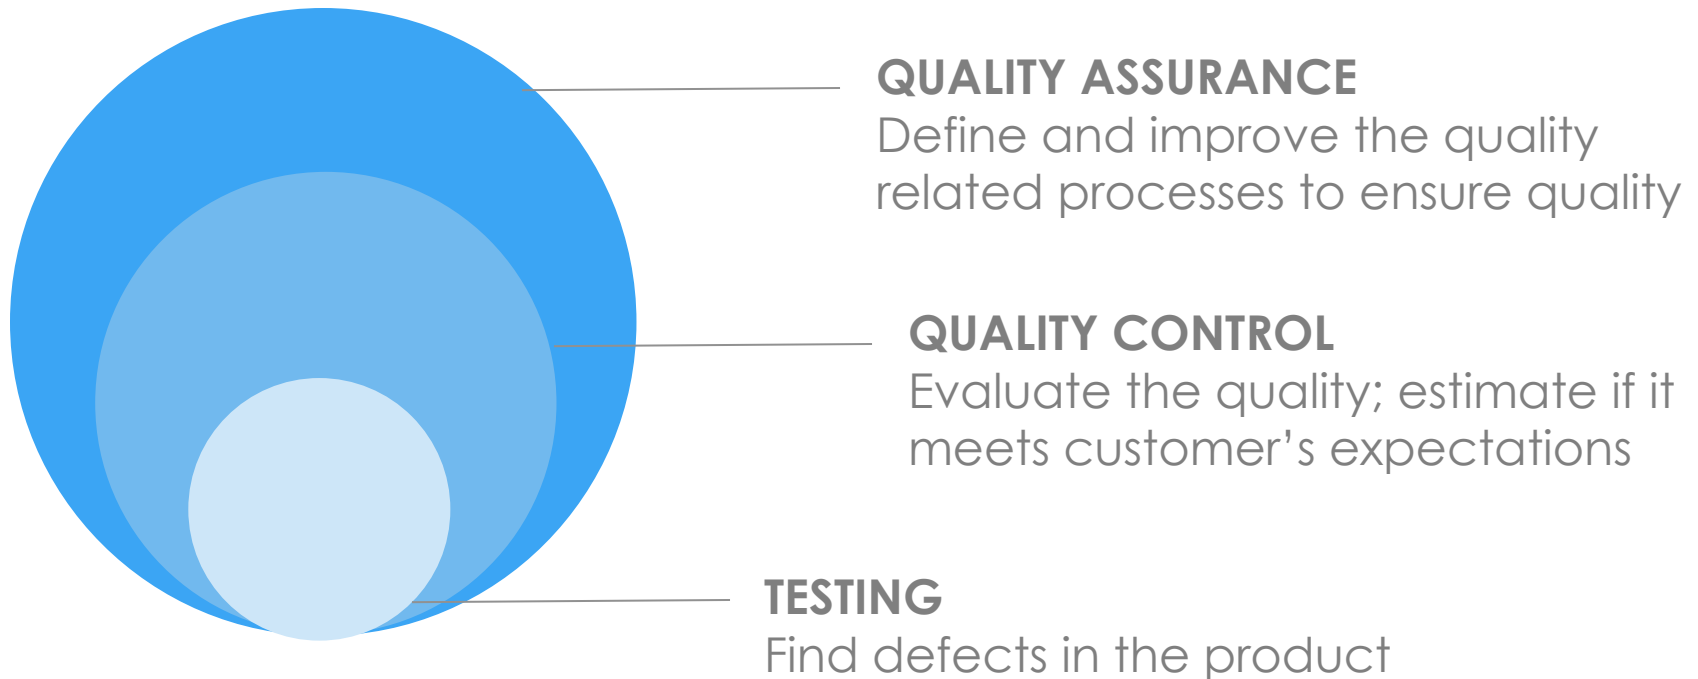 QUALITY ASSURANCE
Define and improve the quality
related processes to ensure quality
QUALITY CONTROL
Evaluate the quality; estimate if it
meets customer’s expectations
TESTING
Find defects in the product